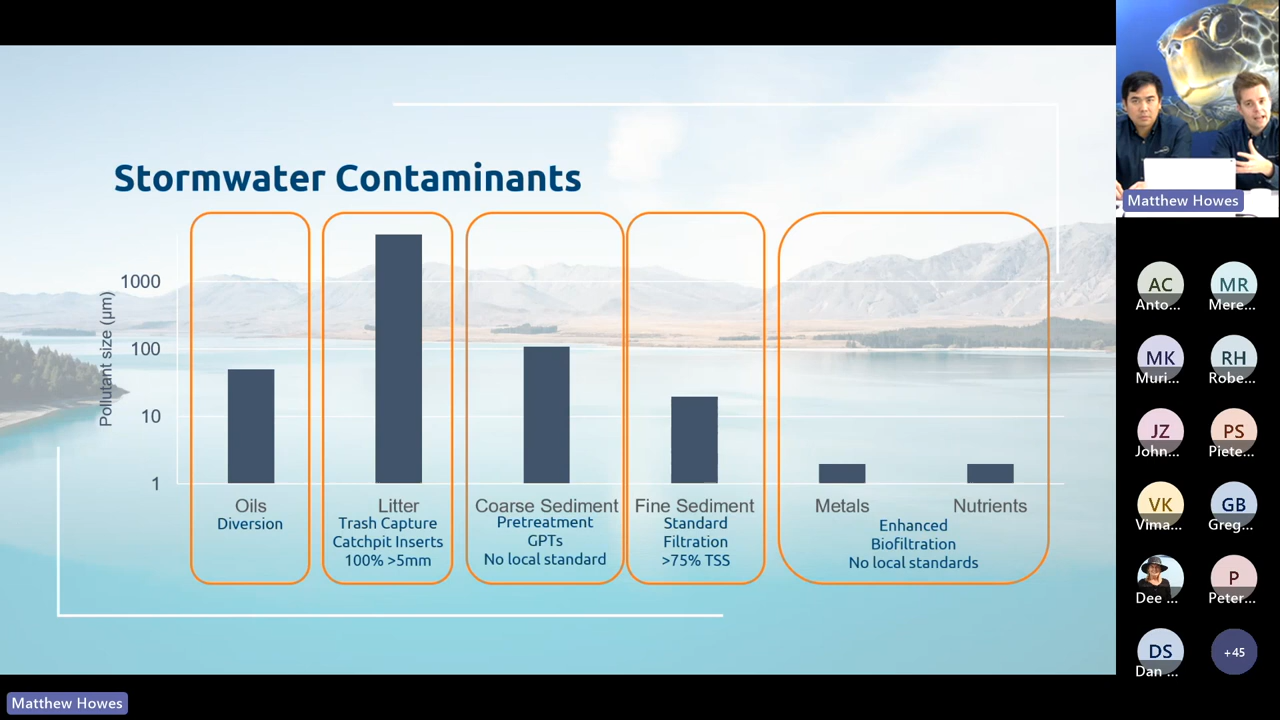 Stormwater Contaminants
Pollutant size (µm)
1000
100
10
1
Oils
Diversion
Litter
Trash Capture
Catchpit Inserts
100% >5mm
Coarse Sediment
Pretreatment
GPTs
No local standard
Fine Sediment
Standard
Filtration
>75% TSS
Metals
Nutrients
Enhanced
Biofiltration
No local standards
Matthew Howes
AC
Anto...
MR
Mere...
MK
Muri...
RH
Robe...
JZ
John...
PS
Piete...
VK
Vima...
GB
Greg...
Dee ...
P
Peter...
DS
Dan ...
+45
Matthew Howes